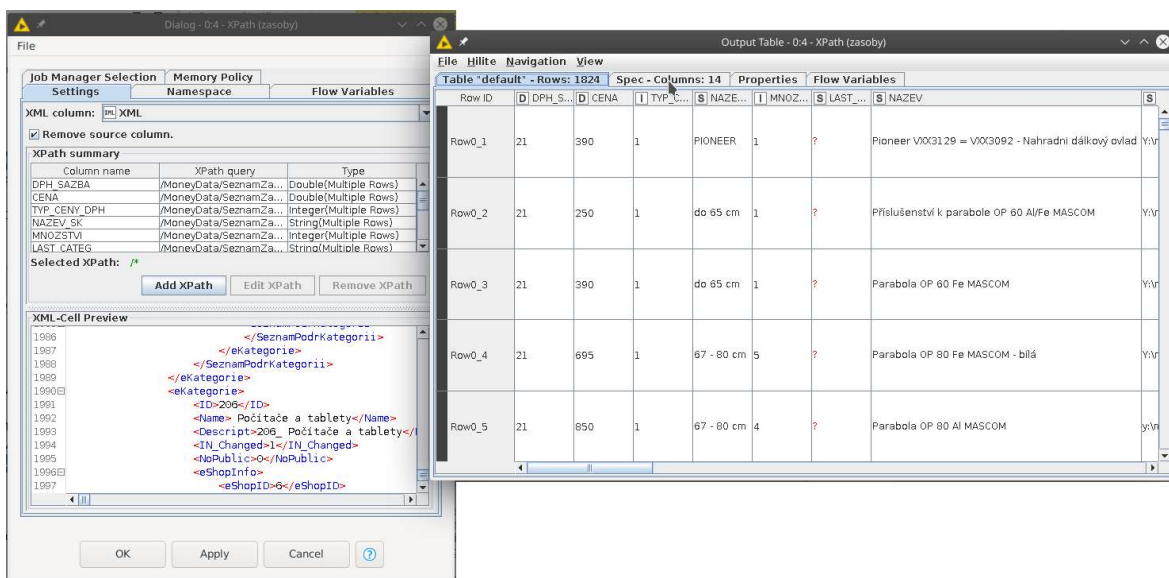 Dialog - 0:4 - XPath (zasoby)
File
Job Manager Selection Memory Policy
Settings Namespace Flow Variables
XML column: XML XML
Remove source column.
XPath summary
Column name XPath query Type
DPH_SAZBA /MoneyData/SeznamZa... Double(Multiple Rows)
CENA /MoneyData/SeznamZa... Double(Multiple Rows)
TYP_CENY_DPH /MoneyData/SeznamZa... Integer(Multiple Rows)
NAZEV_SK /MoneyData/SeznamZa... String(Multiple Rows)
MNOZSTVI /MoneyData/SeznamZa... Integer(Multiple Rows)
LAST_CATEG /MoneyData/SeznamZa... String(Multiple Rows)
Selected XPath: /*
Add XPath Edit XPath Remove XPath
XML-Cell Preview
1986 </SeznamPodrKategorii>
1987 </eKategorie>
1988 </SeznamPodrKategorii>
1989 </eKategorie>
1990 <eKategorie>
1991 <ID>206</ID>
1992 <Name> Počítače a tablety</Name>
1993 <Descript>206_ Počítače a tablety</
1994 <IN_Changed>1</IN_Changed>
1995 <NoPublic>0</NoPublic>
1996 <eShopInfo>
1997 <eShopID>6</eShopID>
OK Apply Cancel ?
Output Table - 0:4 - XPath (zasoby)
File Hilite Navigation View
Table "default" - Rows: 1824 Spec - Columns: 14 Properties Flow Variables
Row ID D DPH_S... D CENA I TYP_C... S NAZE... I MNOZ... S LAST_... S NAZEV S
Row0_1 21 390 1 PIONEER 1 ? Pioneer VXX3129 = VXX3092 - Nahradni dálkový ovlad Y:\r
Row0_2 21 250 1 do 65 cm 1 ? Příslušenství k parabole OP 60 Al/Fe MASCOM Y:\r
Row0_3 21 390 1 do 65 cm 1 ? Parabola OP 60 Fe MASCOM Y:\r
Row0_4 21 695 1 67 - 80 cm 5 ? Parabola OP 80 Fe MASCOM - bílá Y:\r
Row0_5 21 850 1 67 - 80 cm 4 ? Parabola OP 80 Al MASCOM y:\n